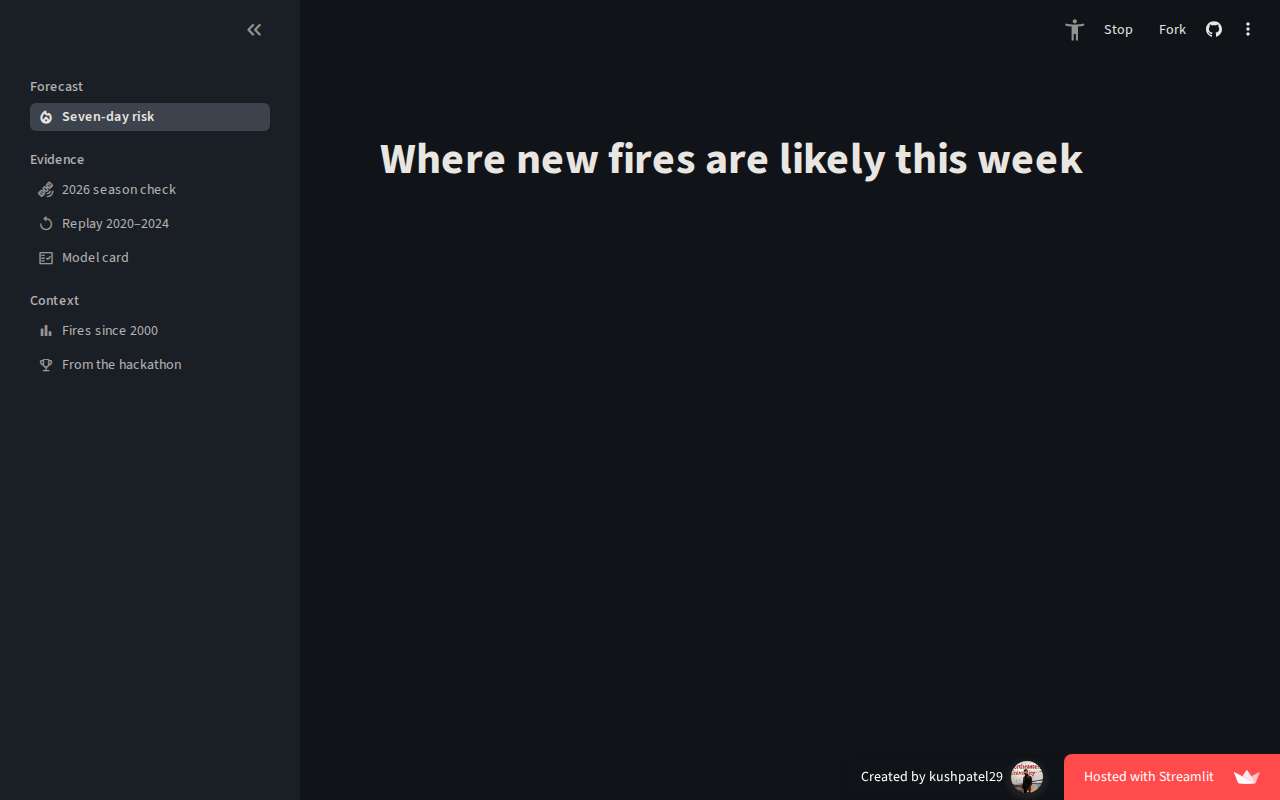 Stop
Fork
Forecast
Seven-day risk
Evidence
2026 season check
Replay 2020–2024
Model card
Context
Fires since 2000
From the hackathon
Where new fires are likely this week
Created by kushpatel29
Hosted with Streamlit